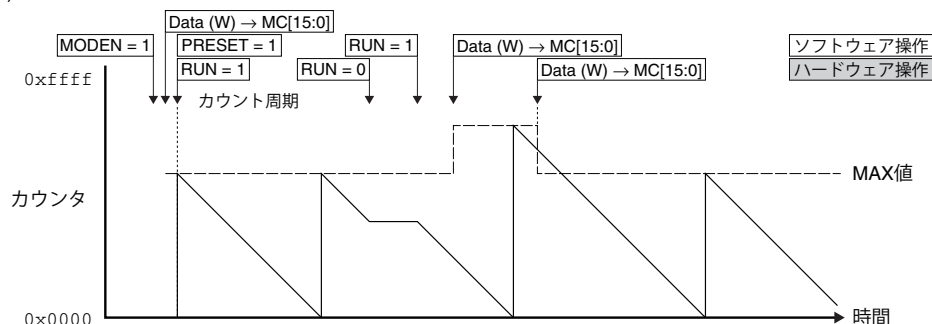 )
Data (W) → MC[15:0]
MODEN = 1
PRESET = 1
RUN = 1
Data (W) → MC[15:0]
ソフトウェア操作
RUN = 1
RUN = 0
Data (W) → MC[15:0]
ハードウェア操作
0xffff
カウント周期
カウンタ
MAX値
0x0000
時間